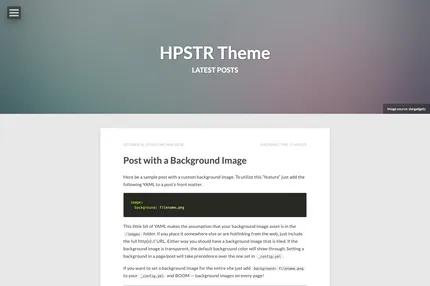 HPSTR Theme
LATEST POSTS
Image source: dargadgetz
Post with a Background Image
Here be a sample post with a custom background image. To utilize this "feature" just add the
following YAML to a post's front matter.
image:
background: filename.png
This little bit of YAML makes the assumption that your background image asset is in the
/images/ folder. If you place it somewhere else or are hotlinking from the web, just include
the full http(s):// URL. Either way you should have a background image that is tiled. If the
background image is transparent, the default background color will show through. Setting a
background in a page/post will take precedence over the one set in _config.yml.
If you want to set a background image for the entire site just add background: filename.png
to your _config.yml and BOOM — background images on every page!